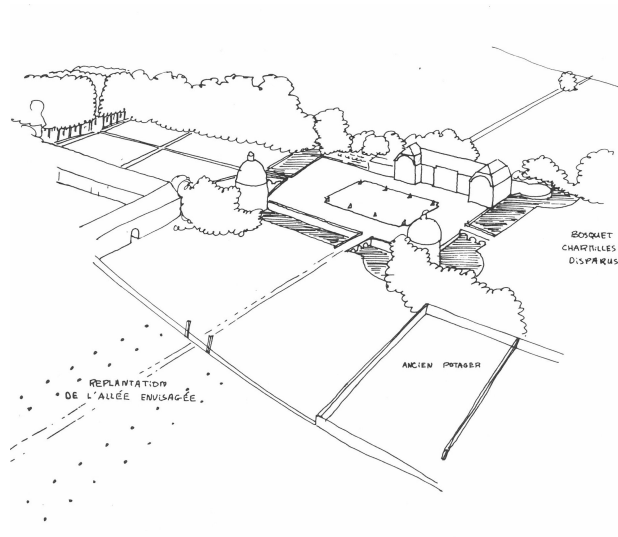 BOSQUET
CHARMILLES
DISPARUS
ANCIEN POTAGER
REPLANTATION
DE L'ALLÉE ENVISAGÉE.